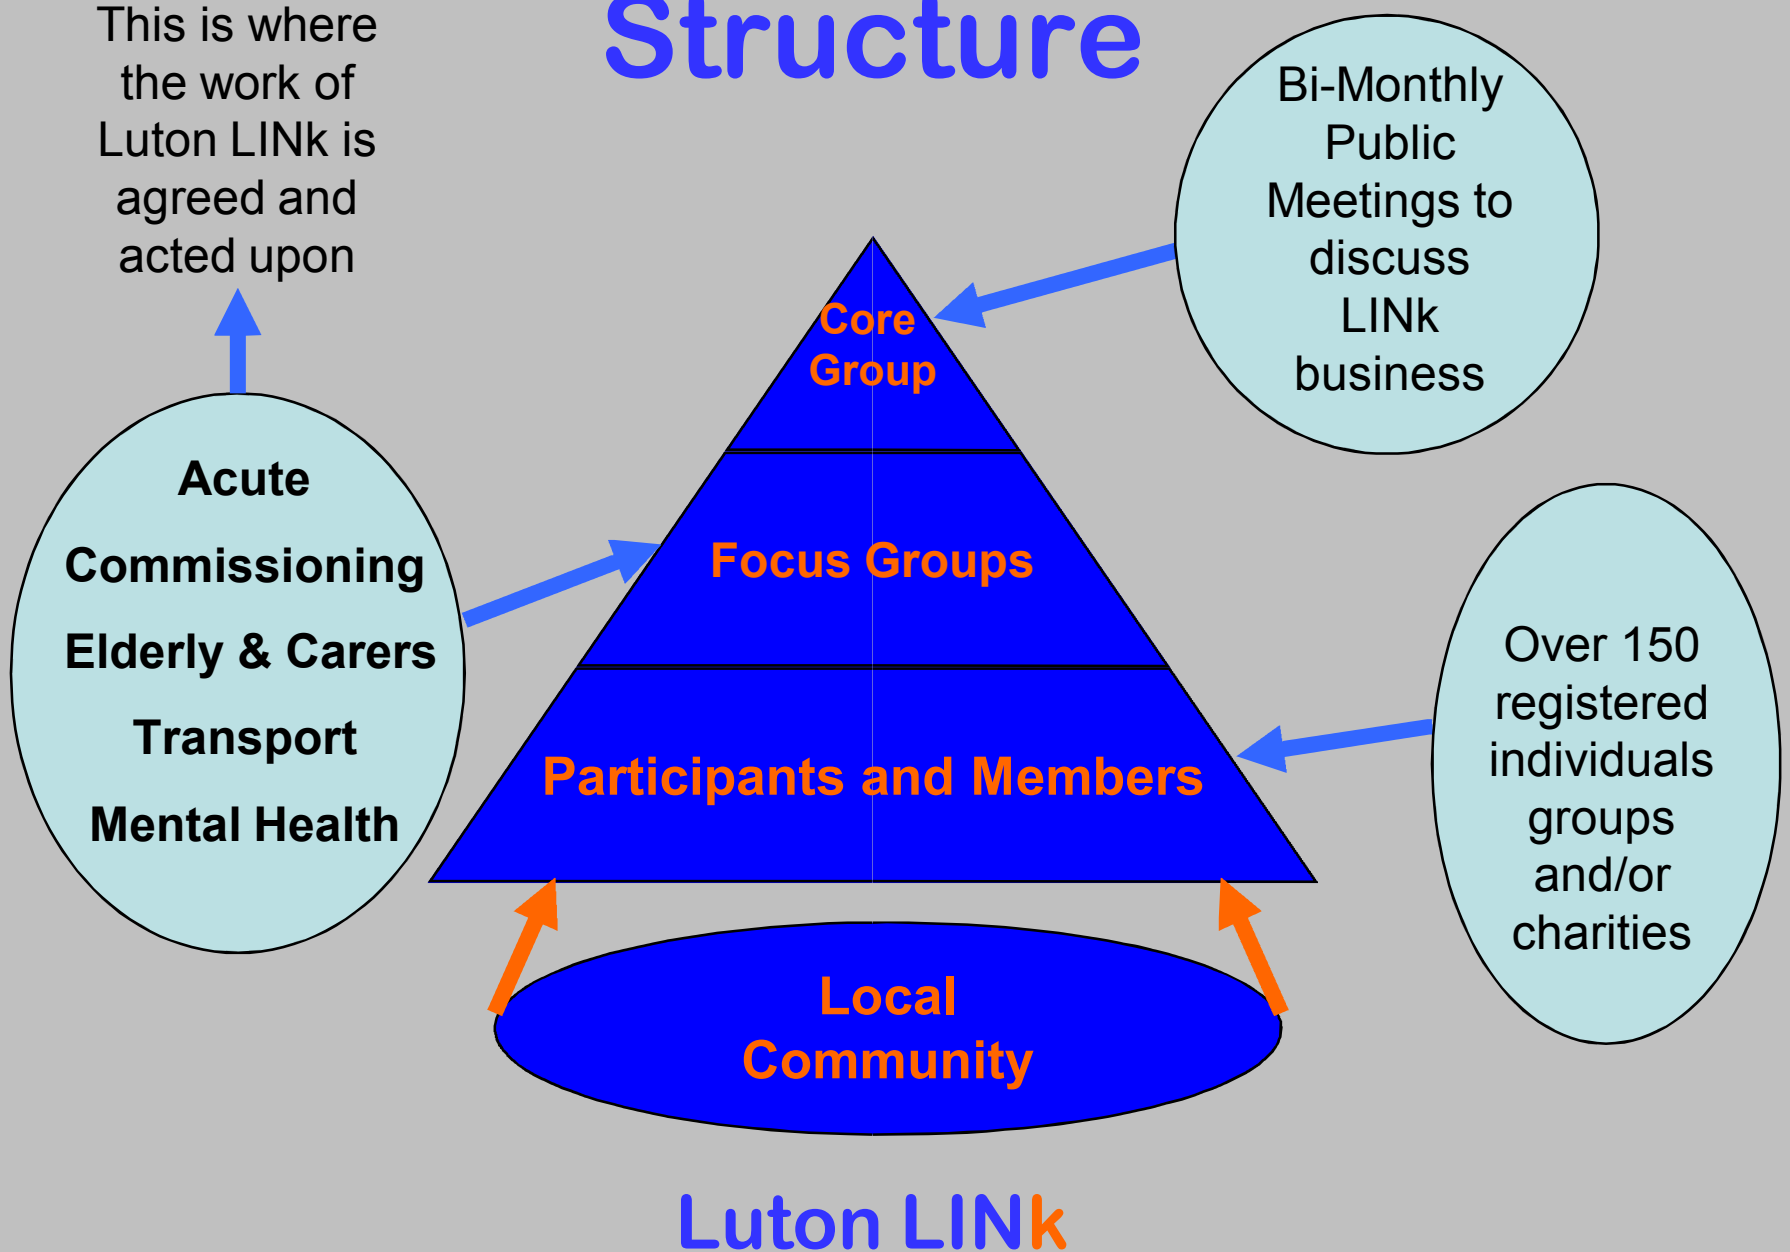 Structure
This is where
the work of
Luton LINk is
agreed and
acted upon
Bi-Monthly
Public
Meetings to
discuss
LINk
business
Core
Group
Acute
Commissioning
Elderly & Carers
Transport
Mental Health
Focus Groups
Participants and Members
Over 150
registered
individuals
groups
and/or
charities
Local
Community
Luton LINk